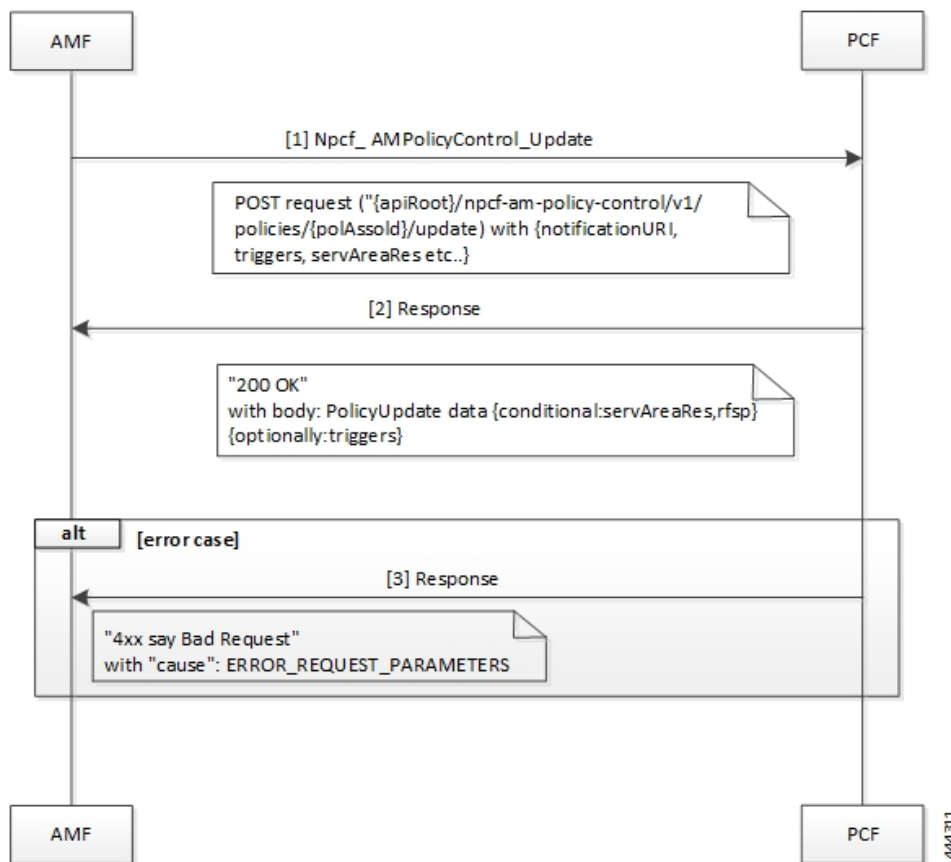 AMF
PCF
[1] Npcf_ AMPolicyControl_Update
POST request ("{apiRoot}/npcf-am-policy-control/v1/
policies/{polAssoId}/update) with {notificationURI,
triggers, servAreaRes etc..}
[2] Response
"200 OK"
with body: PolicyUpdate data {conditional:servAreaRes,rfsp}
{optionally:triggers}
alt
[error case]
[3] Response
"4xx say Bad Request"
with "cause": ERROR_REQUEST_PARAMETERS
AMF
PCF
444311